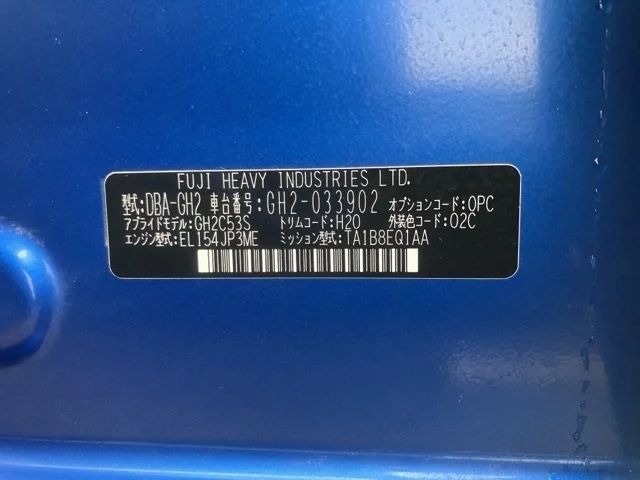 FUJI HEAVY INDUSTRIES LTD.
型式:DBA-GH2 車台番号:GH2-033902 オプションコード:OPC
アプライドモデル:GH2C53S トリムコード:H20 外装色コード:02C
エンジン型式:EL154JP3ME ミッション型式:TA1B8EQ1AA